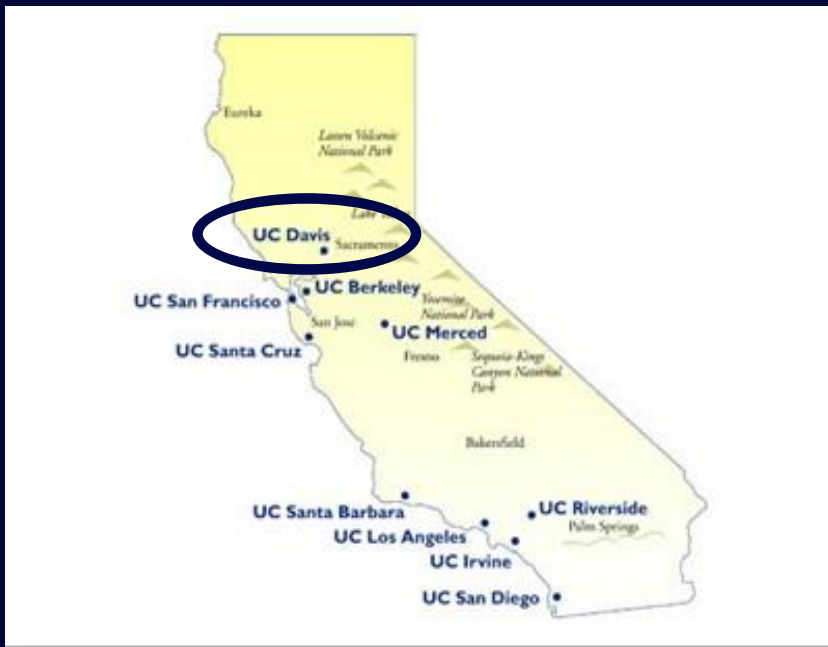 Eureka
Lassen Volcanic
National Park
Lake
UC Davis
Sacramento
UC Berkeley
UC San Francisco
Yosemite
National Park
San Jose
UC Merced
UC Santa Cruz
Fresno
Sequoia-Kings
Canyon National
Park
Bakersfield
UC Santa Barbara
UC Riverside
Palm Springs
UC Los Angeles
UC Irvine
UC San Diego